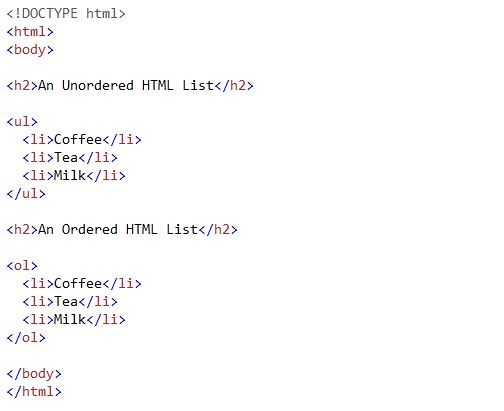 <!DOCTYPE html>
<html>
<body>
<h2>An Unordered HTML List</h2>
<ul>
<li>Coffee</li>
<li>Tea</li>
<li>Milk</li>
</ul>
<h2>An Ordered HTML List</h2>
<ol>
<li>Coffee</li>
<li>Tea</li>
<li>Milk</li>
</ol>
</body>
</html>